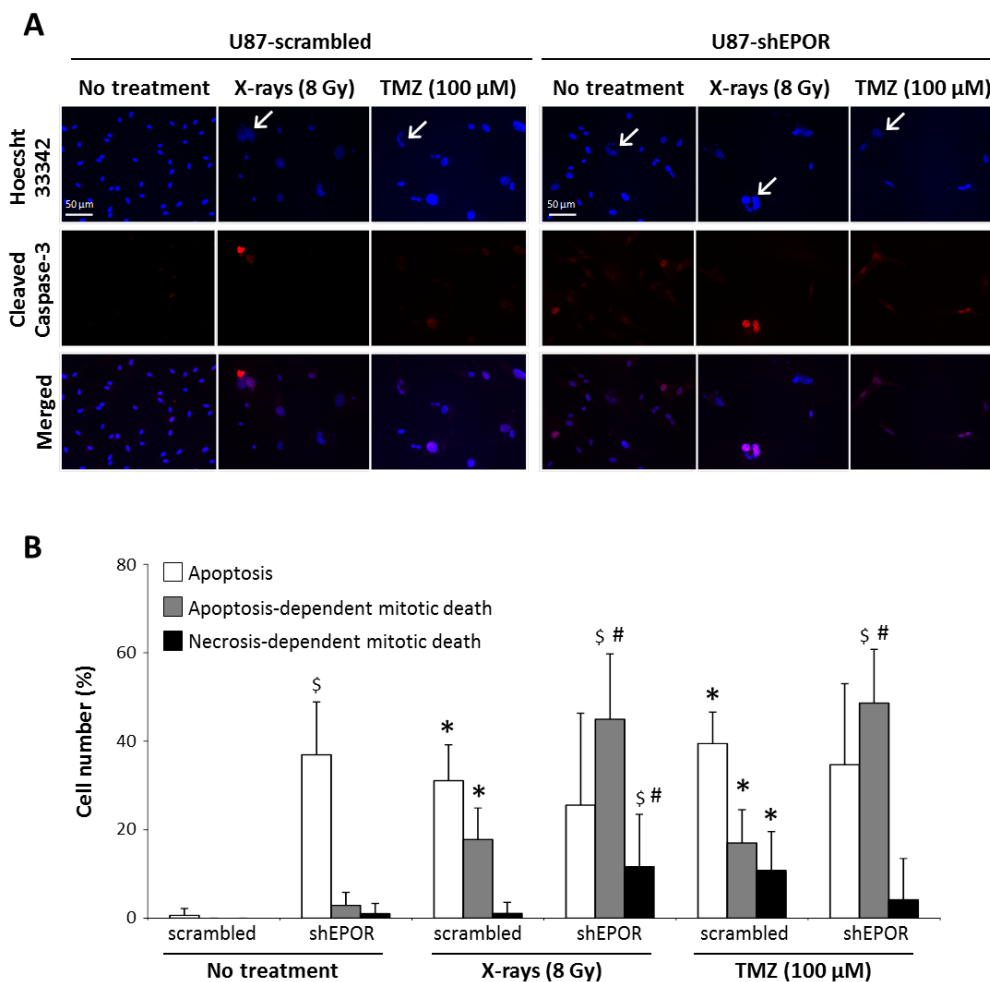 A
U87-scrambled
U87-shEPOR
No treatment
X-rays (8 Gy)
TMZ (100 µM)
No treatment
X-rays (8 Gy)
TMZ (100 µM)
Hoecsht
33342
50 µm
50 µm
Cleaved
Caspase-3
Merged
B
80
60
40
20
0
Cell number (%)
Apoptosis
Apoptosis-dependent mitotic death
Necrosis-dependent mitotic death
$
*
*
$ #
$ #
*
*
*
$ #
scrambled
shEPOR
scrambled
shEPOR
scrambled
shEPOR
No treatment
X-rays (8 Gy)
TMZ (100 µM)